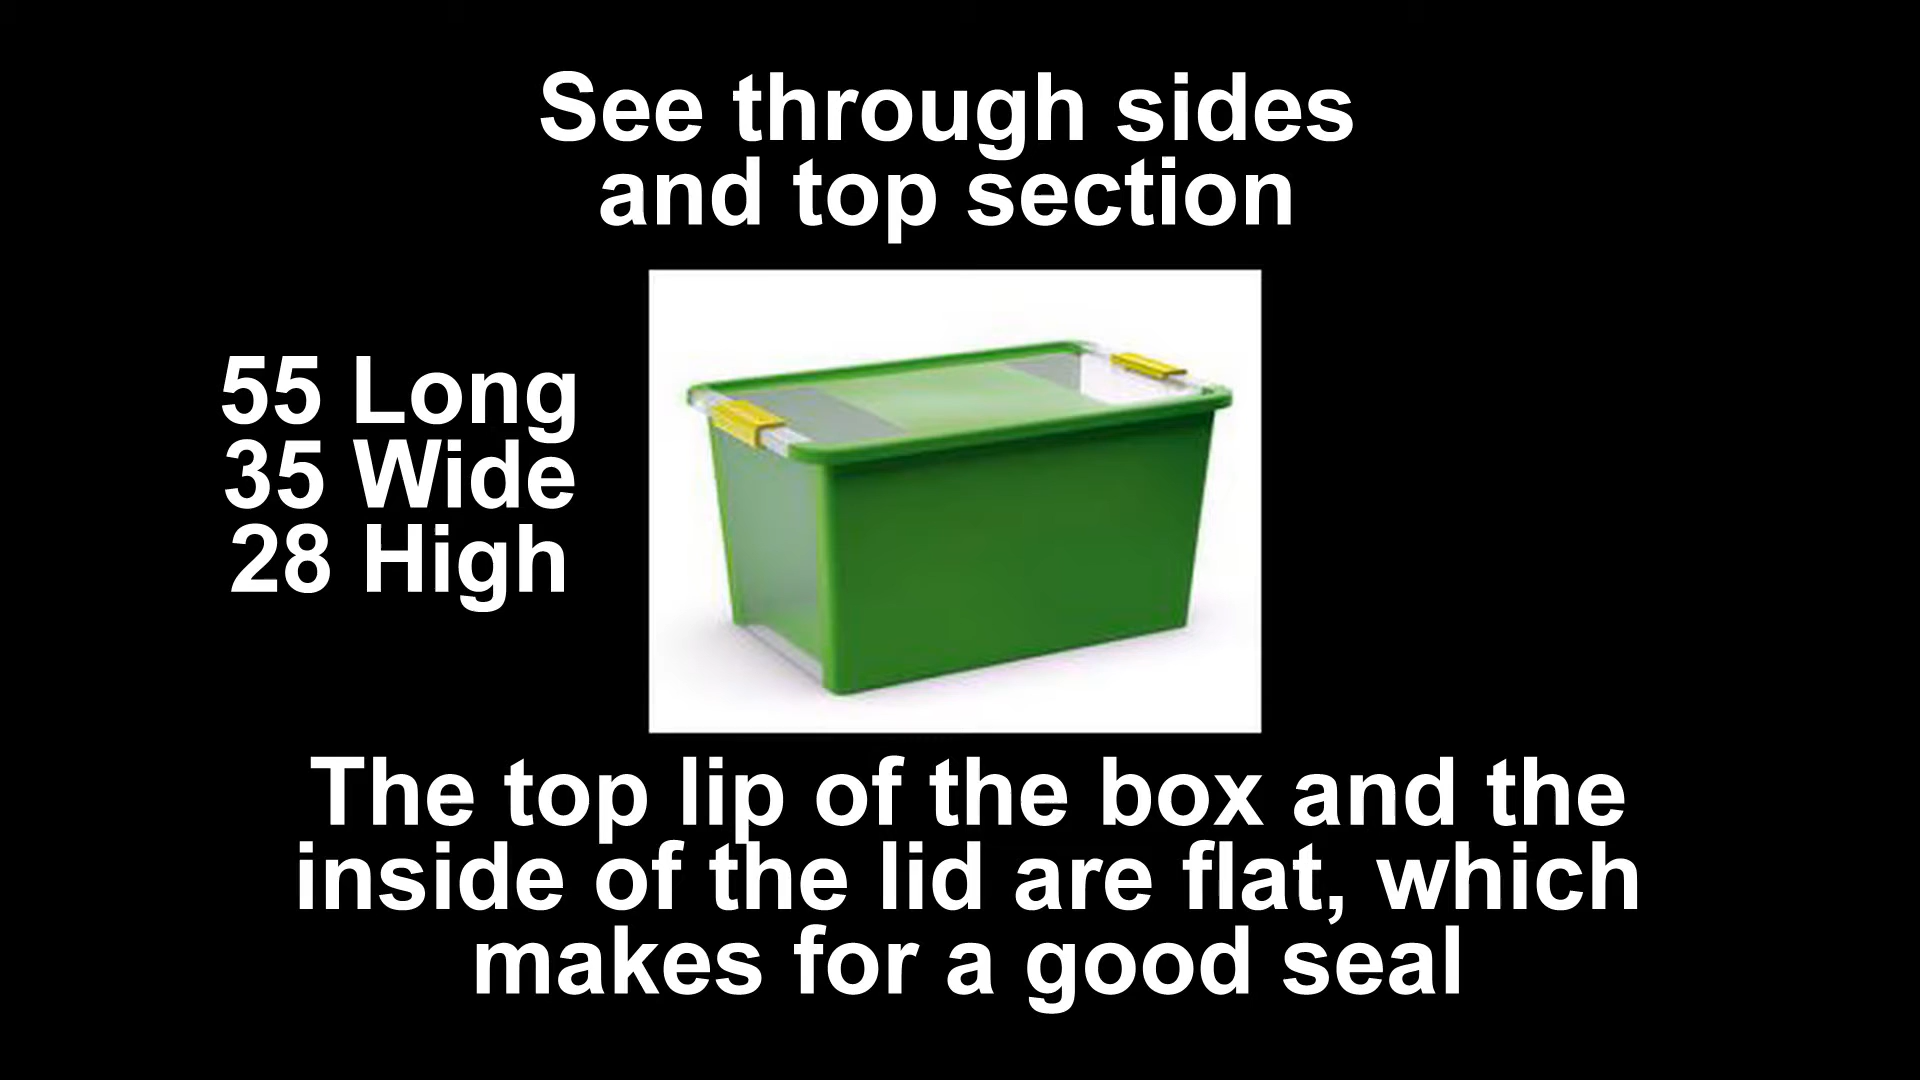 See through sides
and top section
55 Long
35 Wide
28 High
The top lip of the box and the
inside of the lid are flat, which
makes for a good seal